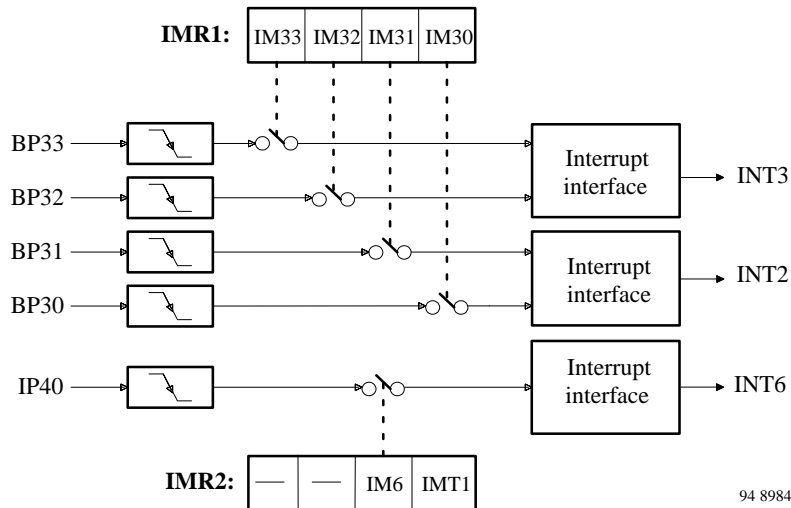 IMR1: IM33 IM32 IM31 IM30
BP33
Interrupt
interface
INT3
BP32
BP31
Interrupt
interface
INT2
BP30
IP40
Interrupt
interface
INT6
IMR2: — — IM6 IMT1
94 8984